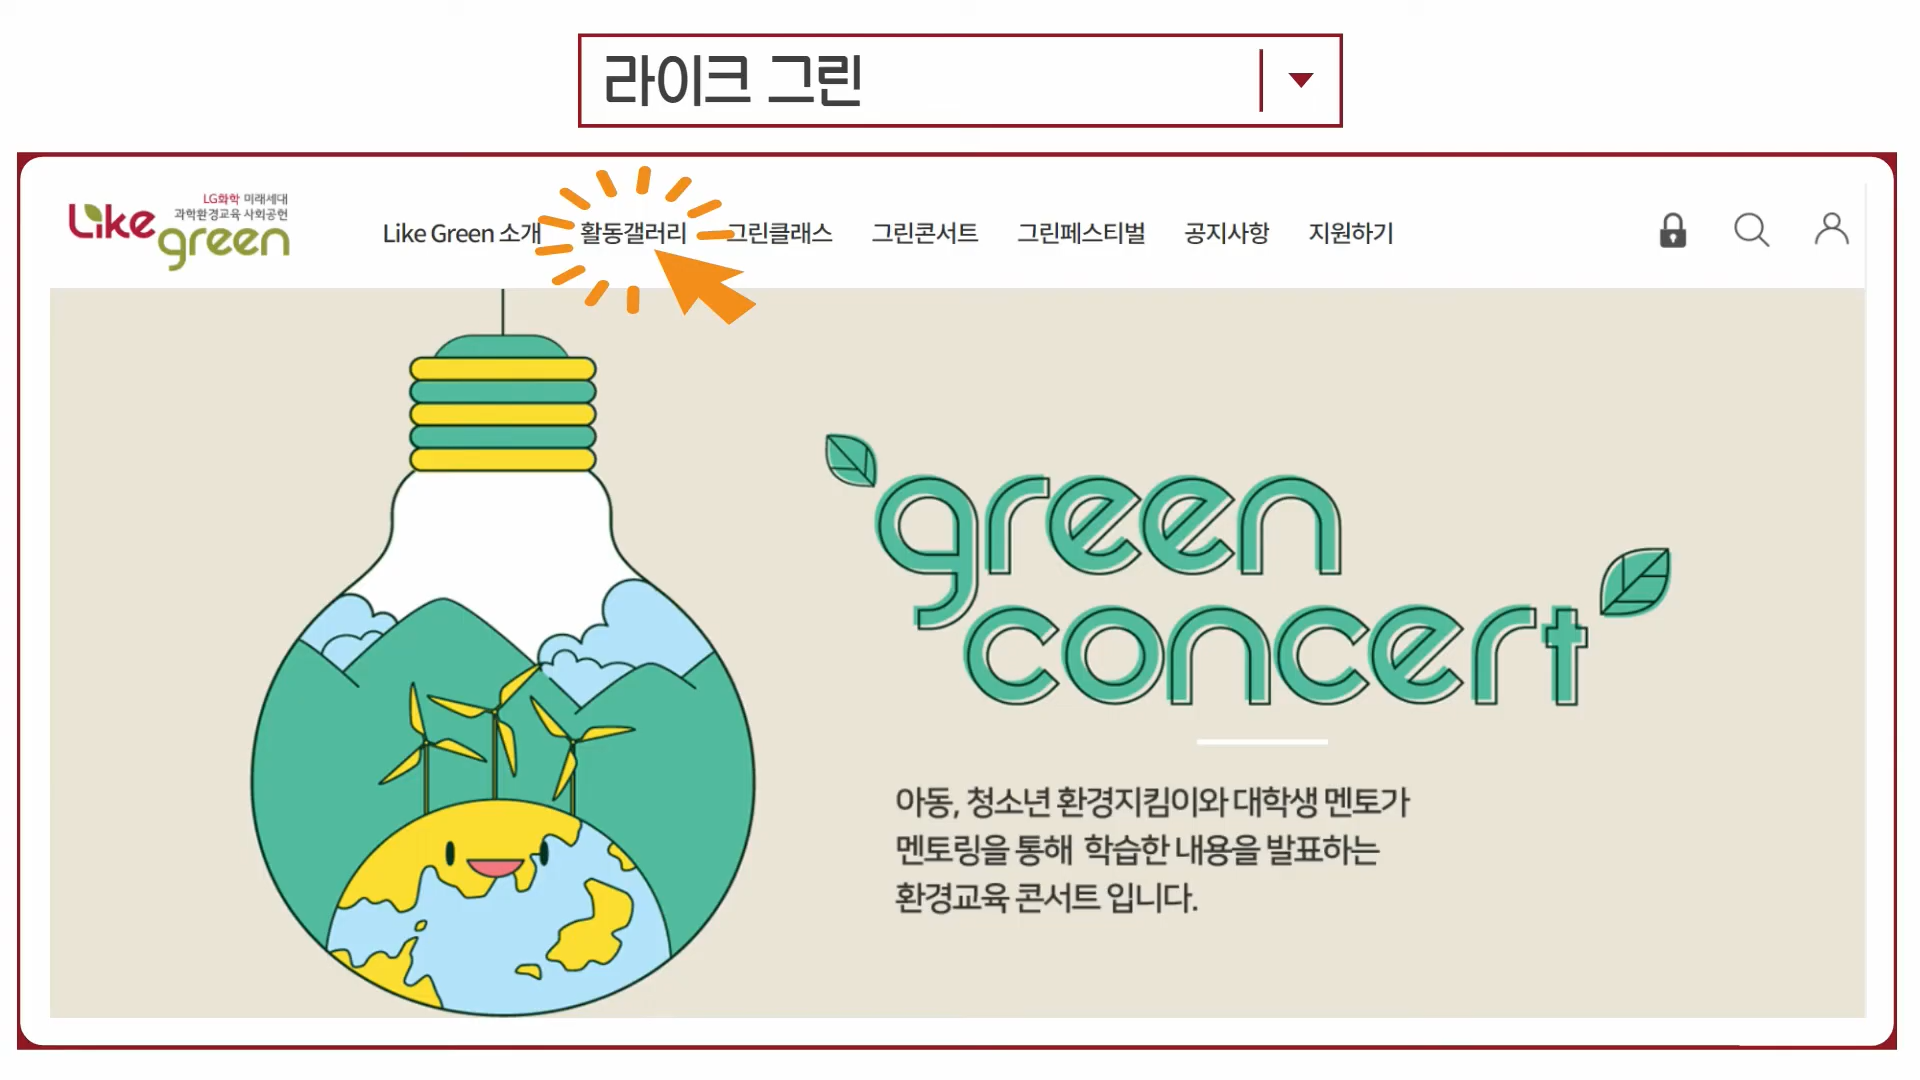 라이크 그린
LG화학 미래세대
과학환경교육 사회공헌
Like
green
Like Green 소개 활동갤러리 그린클래스 그린콘서트 그린페스티벌 공지사항 지원하기
green
concert
아동, 청소년 환경지킴이와 대학생 멘토가
멘토링을 통해 학습한 내용을 발표하는
환경교육 콘서트 입니다.